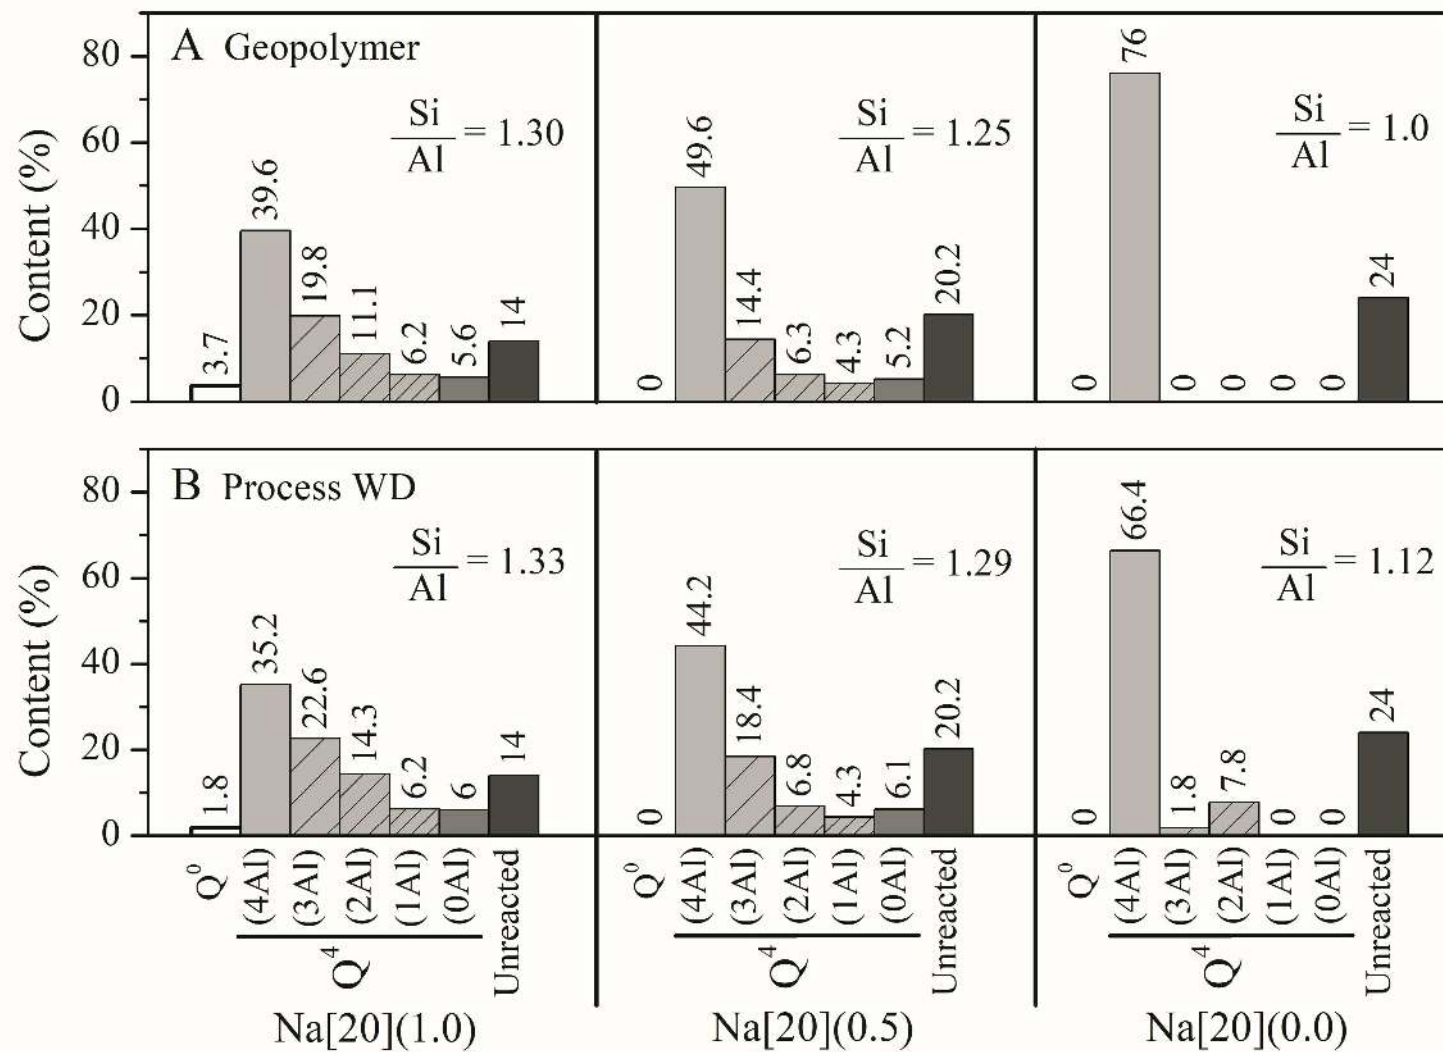 A Geopolymer
Content (%)
80
60
40
20
0
Si
Al
= 1.30
3.7
39.6
19.8
11.1
6.2
5.6
14
Si
Al
= 1.25
0
49.6
14.4
6.3
4.3
5.2
20.2
Si
Al
= 1.0
0
76
0
0
0
0
24
B Process WD
Content (%)
80
60
40
20
0
Si
Al
= 1.33
1.8
35.2
22.6
14.3
6.2
6
14
Si
Al
= 1.29
0
44.2
18.4
6.8
4.3
6.1
20.2
Si
Al
= 1.12
0
66.4
1.8
7.8
0
0
24
Q⁰
(4Al)
(3Al)
(2Al)
(1Al)
(0Al)
Unreacted
Q⁴
Na[20](1.0)
Q⁰
(4Al)
(3Al)
(2Al)
(1Al)
(0Al)
Unreacted
Q⁴
Na[20](0.5)
Q⁰
(4Al)
(3Al)
(2Al)
(1Al)
(0Al)
Unreacted
Q⁴
Na[20](0.0)